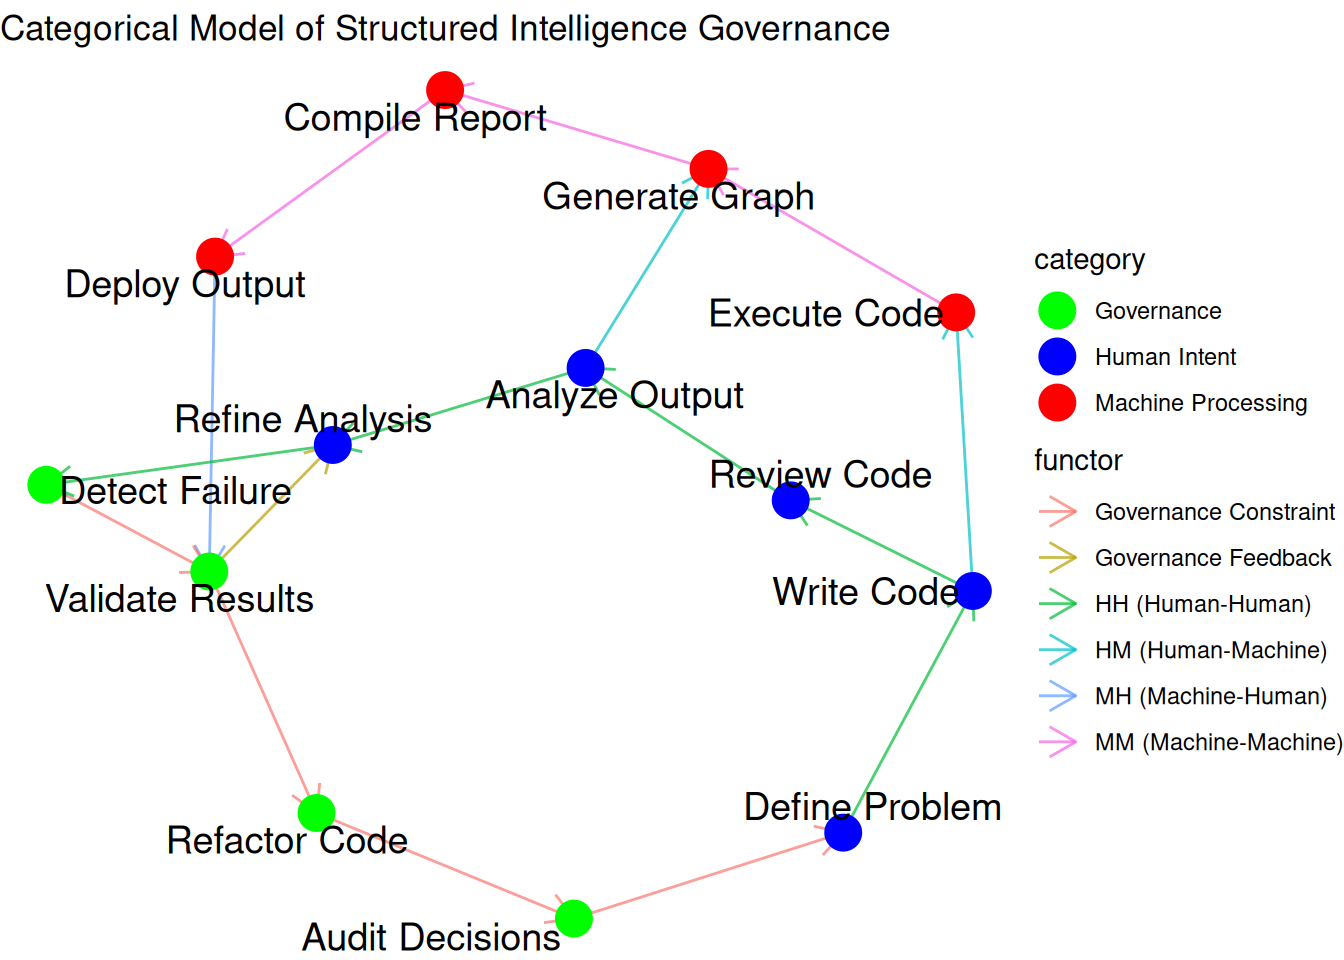 Categorical Model of Structured Intelligence Governance
Compile Report
Generate Graph
Deploy Output
Execute Code
Analyze Output
Refine Analysis
Review Code
Detect Failure
Validate Results
Write Code
Define Problem
Refactor Code
Audit Decisions
category
Governance
Human Intent
Machine Processing
functor
Governance Constraint
Governance Feedback
HH (Human-Human)
HM (Human-Machine)
MH (Machine-Human)
MM (Machine-Machine)